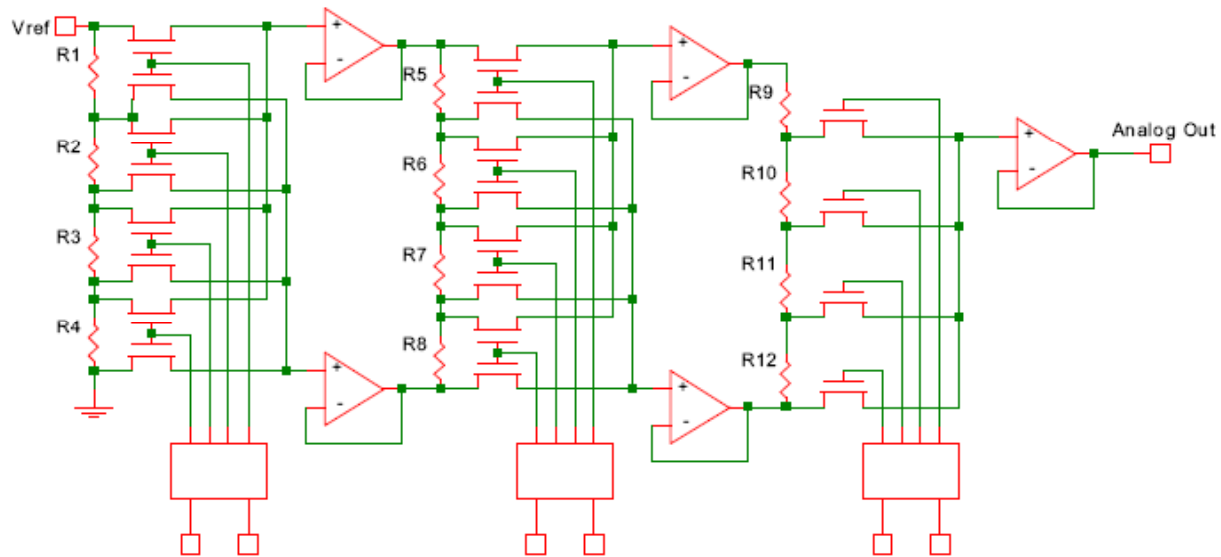 Vref
R1
R2
R3
R4
+
-
+
-
R5
R6
R7
R8
+
-
+
-
R9
R10
R11
R12
+
-
Analog Out